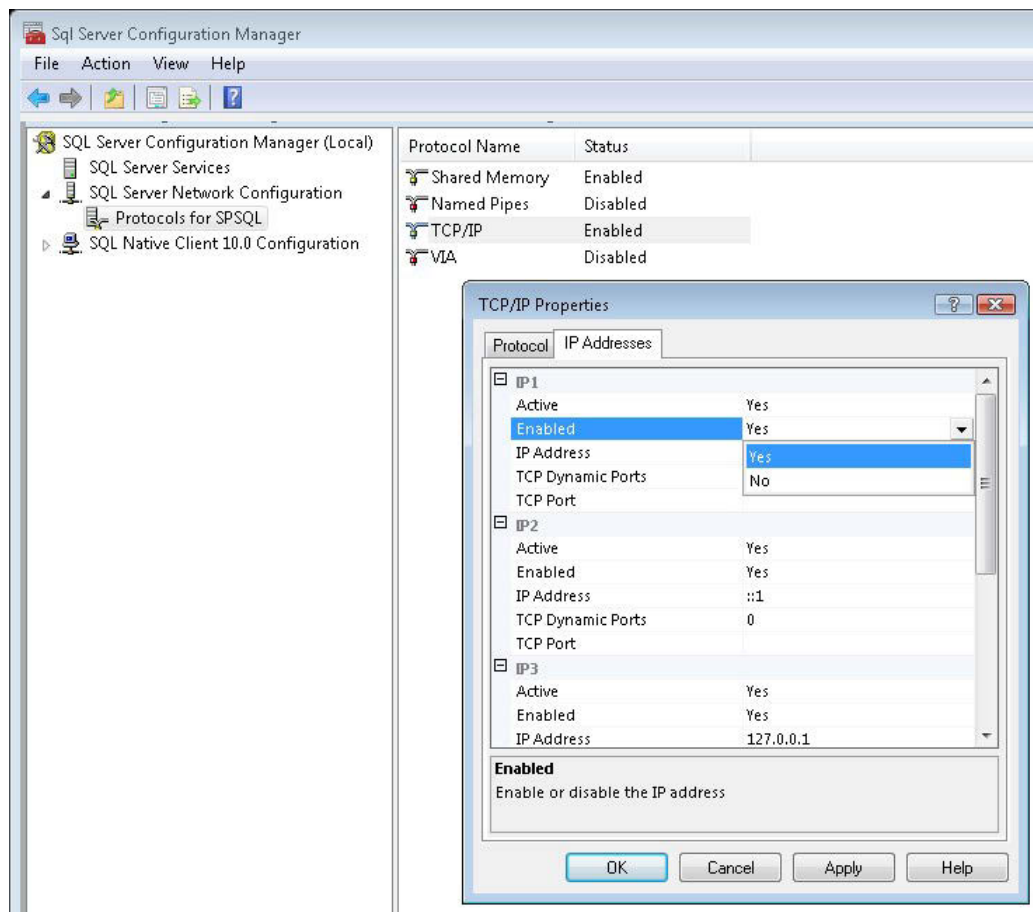 Sql Server Configuration Manager
File Action View Help
SQL Server Configuration Manager (Local)
SQL Server Services
SQL Server Network Configuration
Protocols for SPSQL
SQL Native Client 10.0 Configuration
Protocol Name Status
Shared Memory Enabled
Named Pipes Disabled
TCP/IP Enabled
VIA Disabled
TCP/IP Properties
Protocol IP Addresses
IP1
Active Yes
Enabled Yes
IP Address Yes
TCP Dynamic Ports No
TCP Port
IP2
Active Yes
Enabled Yes
IP Address ::1
TCP Dynamic Ports 0
TCP Port
IP3
Active Yes
Enabled Yes
IP Address 127.0.0.1
Enabled
Enable or disable the IP address
OK Cancel Apply Help